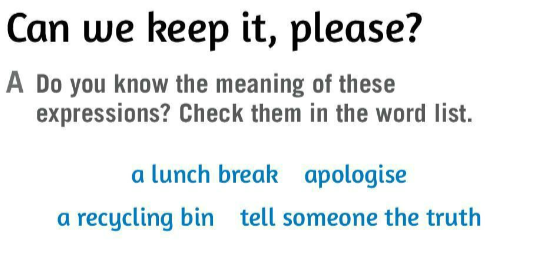 Can we keep it, please?
A Do you know the meaning of these
expressions? Check them in the word list.
a lunch break apologise
a recycling bin tell someone the truth